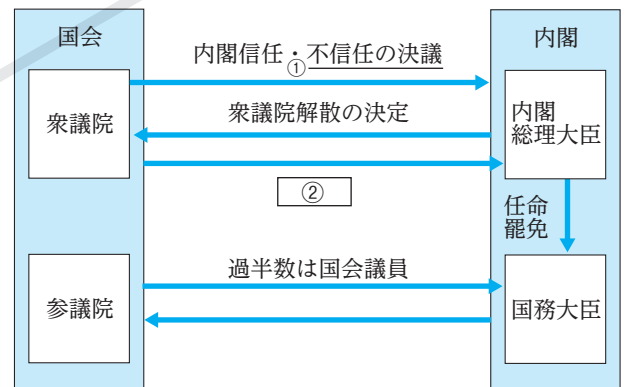 国会
内閣
内閣信任・不信任の決議
①
衆議院
衆議院解散の決定
内閣
総理大臣
②
任命
罷免
過半数は国会議員
参議院
国務大臣